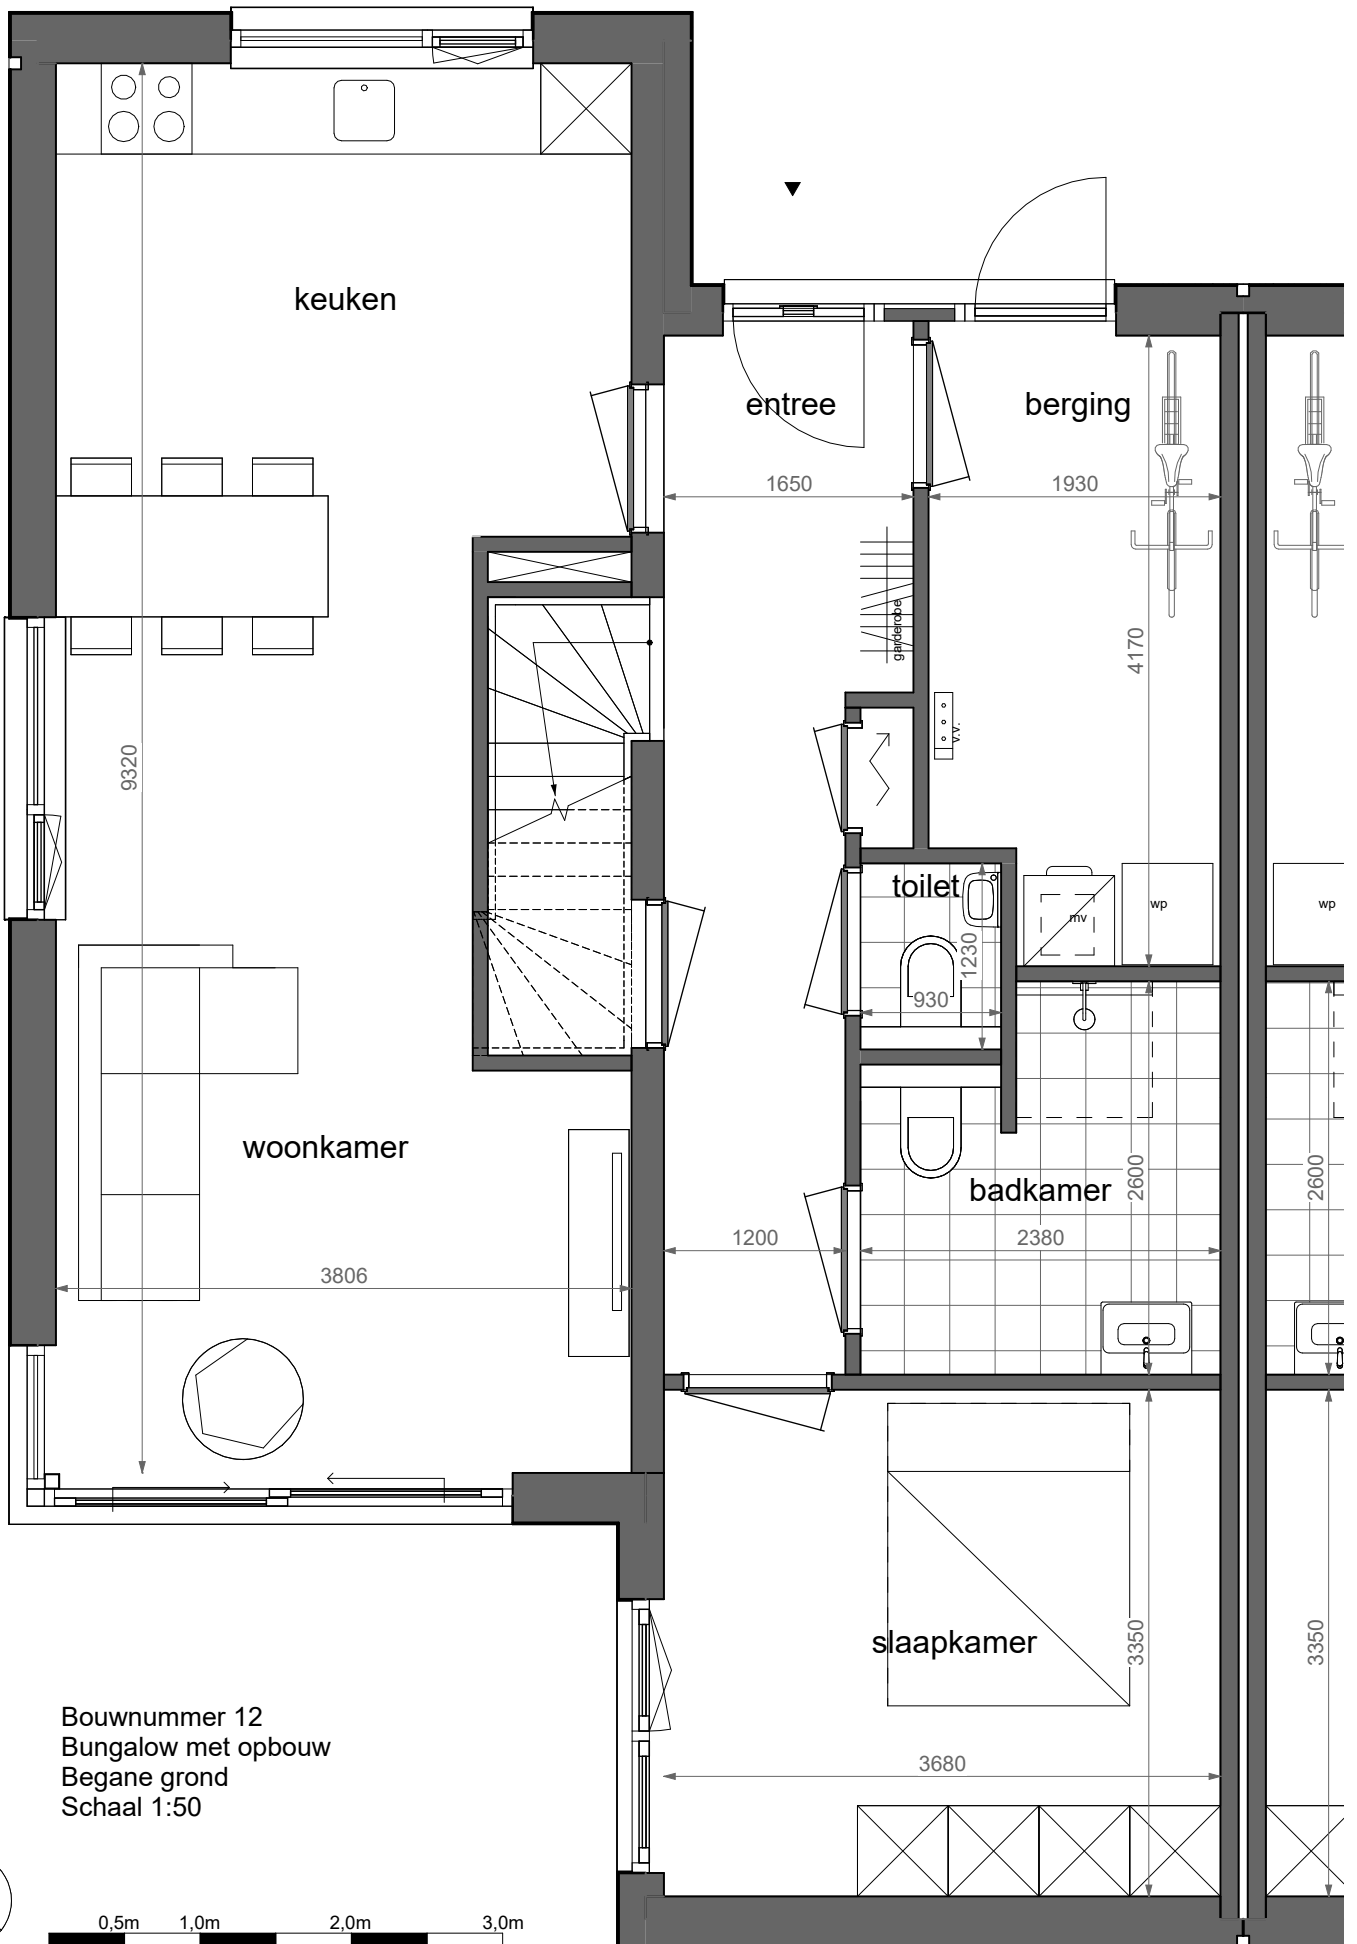 keuken
entree
berging
1650
1930
garderobe
4170
v.v.
9320
toilet
mv
wp
wp
1230
930
woonkamer
badkamer
2600
2600
1200
2380
3806
slaapkamer
3350
3350
3680
Bouwnummer 12
Bungalow met opbouw
Begane grond
Schaal 1:50
0,5m 1,0m 2,0m 3,0m